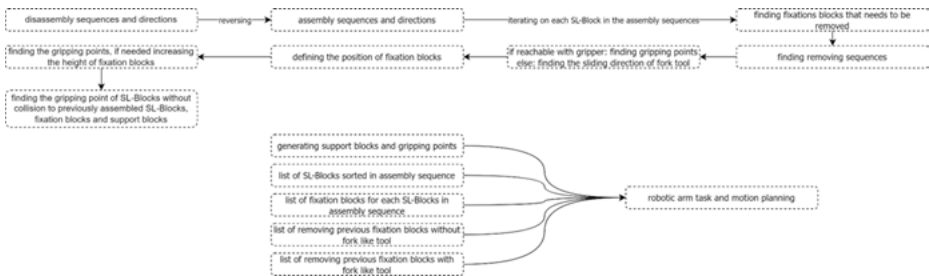 disassembly sequences and directions
reversing
assembly sequences and directions
iterating on each SL-Block in the assembly sequences
finding fixations blocks that needs to be
removed
finding the gripping points, if needed increasing
the height of fixation blocks
defining the position of fixation blocks
if reachable with gripper: finding gripping points
else: finding the sliding direction of fork tool
finding removing sequences
finding the gripping point of SL-Blocks without
collision to previously assembled SL-Blocks,
fixation blocks and support blocks
generating support blocks and gripping points
list of SL-Blocks sorted in assembly sequence
list of fixation blocks for each SL-Blocks in
assembly sequence
list of removing previous fixation blocks without
fork like tool
list of removing previous fixation blocks with
fork like tool
robotic arm task and motion planning